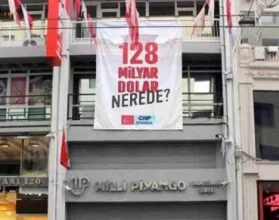 128
MİLYAR
DOLAR
NEREDE?
CHP
MİLLİ PİYANGO